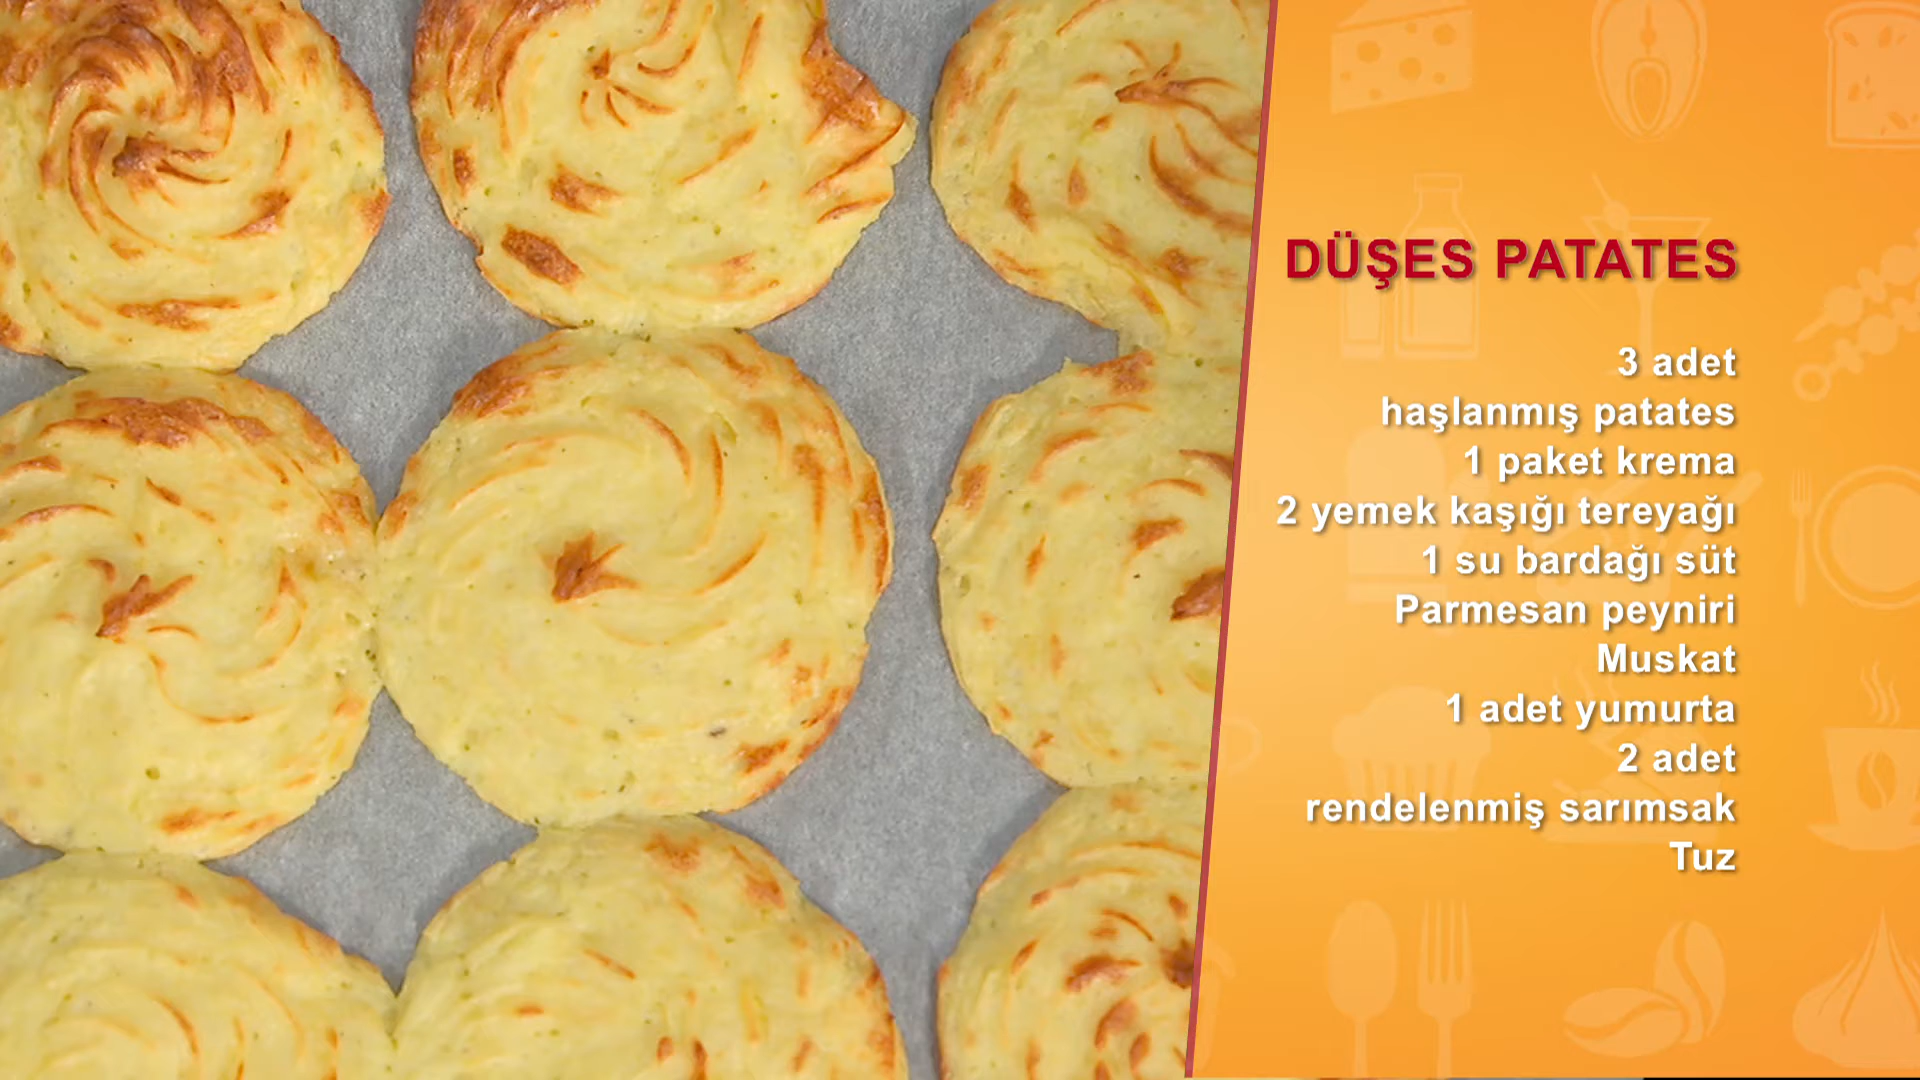 DÜŞES PATATES
3 adet
haşlanmış patates
1 paket krema
2 yemek kaşığı tereyağı
1 su bardağı süt
Parmesan peyniri
Muskat
1 adet yumurta
2 adet
rendelenmiş sarımsak
Tuz